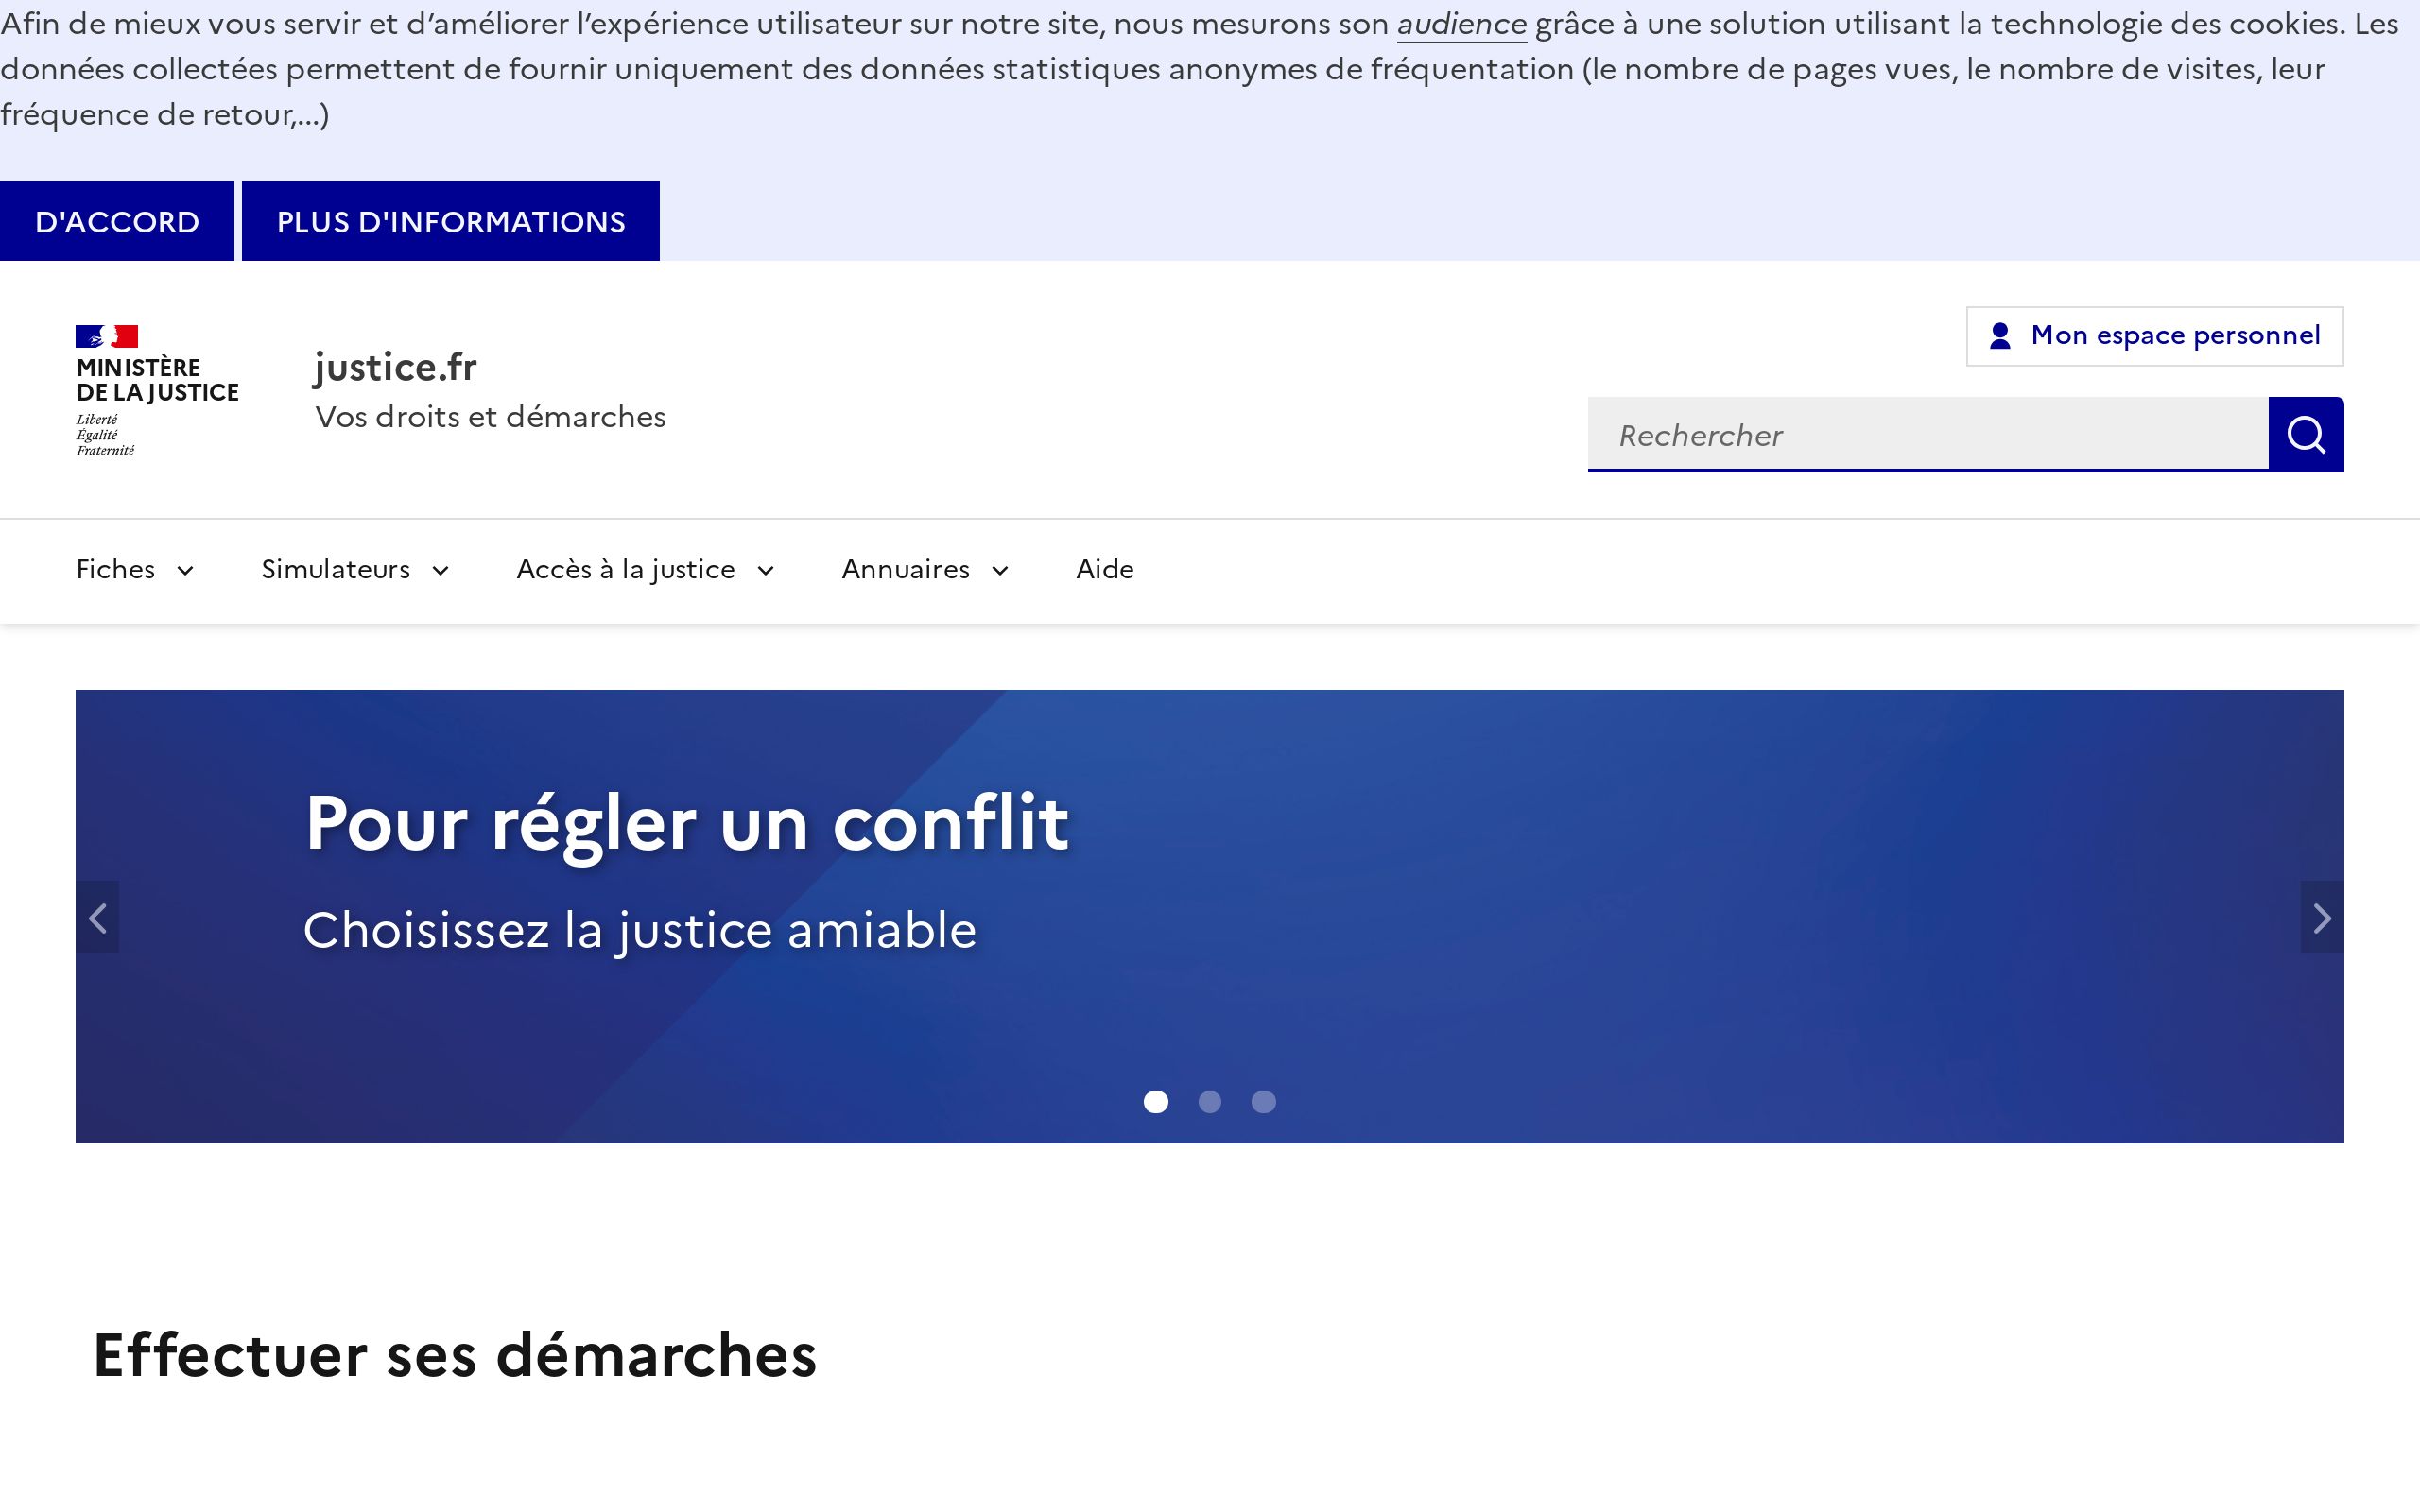 Afin de mieux vous servir et d’améliorer l’expérience utilisateur sur notre site, nous mesurons son audience grâce à une solution utilisant la technologie des cookies. Les
données collectées permettent de fournir uniquement des données statistiques anonymes de fréquentation (le nombre de pages vues, le nombre de visites, leur
fréquence de retour,...)
D'ACCORD
PLUS D'INFORMATIONS
MINISTÈRE
DE LA JUSTICE
Liberté
Égalité
Fraternité
justice.fr
Vos droits et démarches
Mon espace personnel
Rechercher
Fiches
Simulateurs
Accès à la justice
Annuaires
Aide
Pour régler un conflit
Choisissez la justice amiable
Effectuer ses démarches